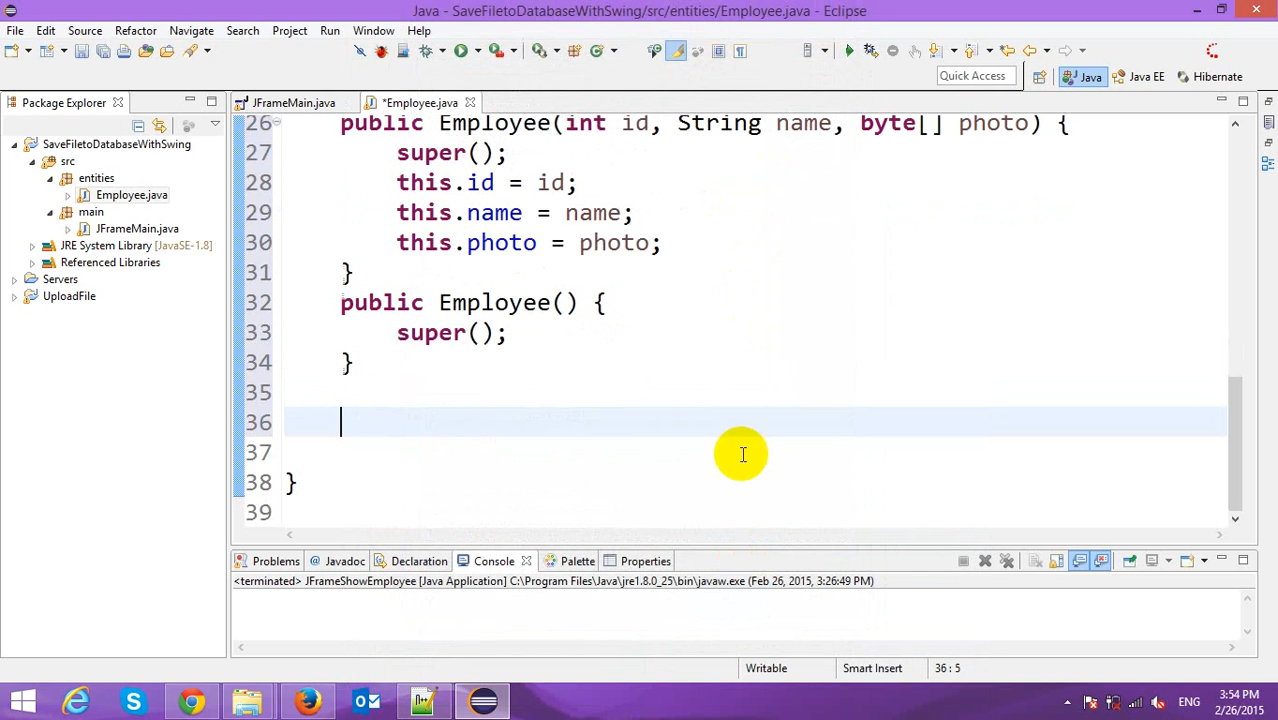 Java - SaveFiletoDatabaseWithSwing/src/entities/Employee.java - Eclipse
File Edit Source Refactor Navigate Search Project Run Window Help
Quick Access Java Java EE Hibernate
Package Explorer JFrameMain.java *Employee.java
SaveFiletoDatabaseWithSwing
src
entities
Employee.java
main
JFrameMain.java
JRE System Library [JavaSE-1.8]
Referenced Libraries
Servers
UploadFile
26 public Employee(int id, String name, byte[] photo) {
27 super();
28 this.id = id;
29 this.name = name;
30 this.photo = photo;
31 }
32 public Employee() {
33 super();
34 }
35
36
37
38 }
39
Problems @ Javadoc Declaration Console Palette Properties
<terminated> JFrameShowEmployee [Java Application] C:\Program Files\Java\jre1.8.0_25\bin\javaw.exe (Feb 26, 2015, 3:26:49 PM)
Writable Smart Insert 36 : 5
ENG 3:54 PM
2/26/2015